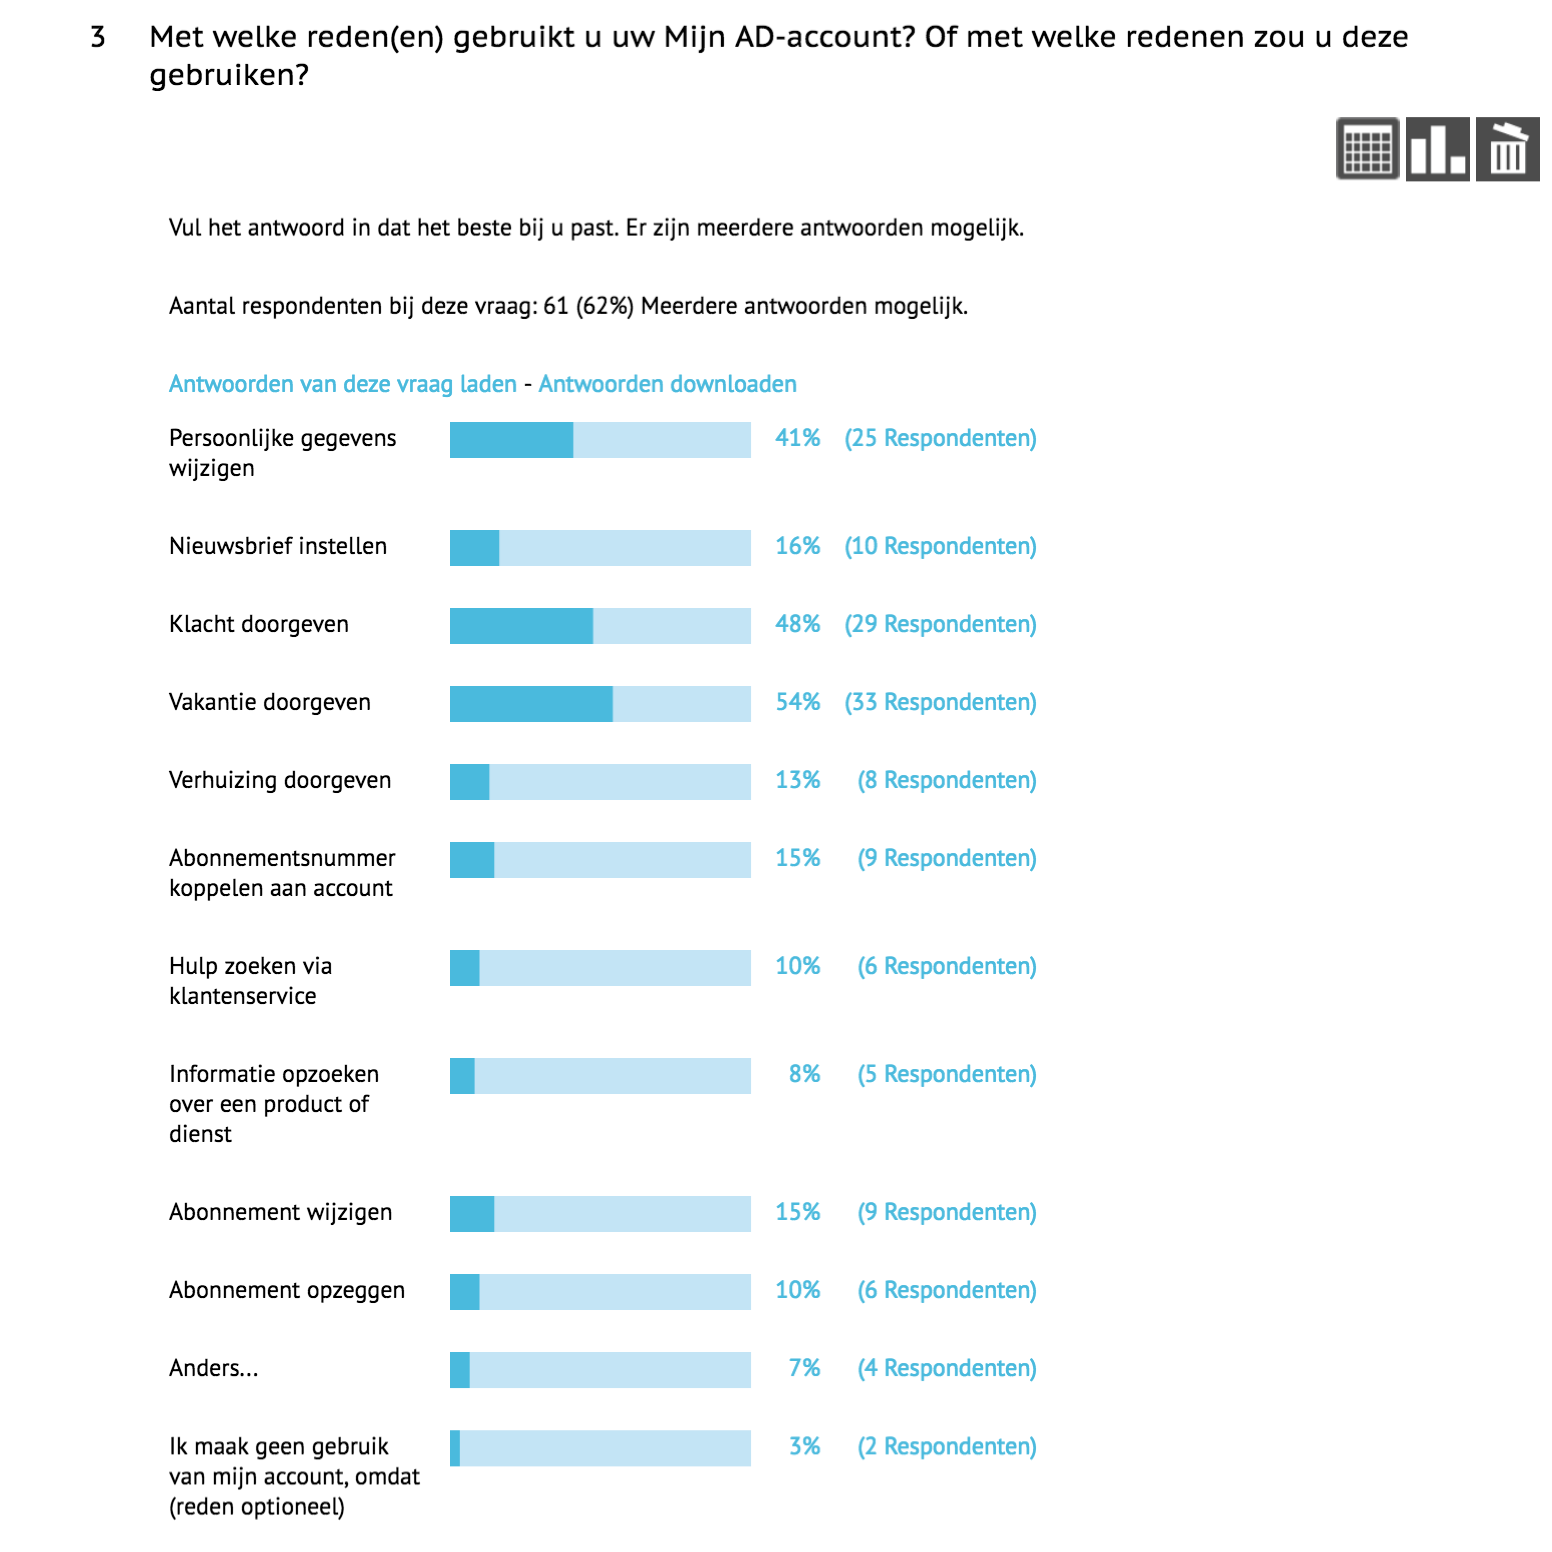 3 Met welke reden(en) gebruikt u uw Mijn AD-account? Of met welke redenen zou u deze
gebruiken?
Vul het antwoord in dat het beste bij u past. Er zijn meerdere antwoorden mogelijk.
Aantal respondenten bij deze vraag: 61 (62%) Meerdere antwoorden mogelijk.
Antwoorden van deze vraag laden - Antwoorden downloaden
Persoonlijke gegevens 41% (25 Respondenten)
wijzigen
Nieuwsbrief instellen 16% (10 Respondenten)
Klacht doorgeven 48% (29 Respondenten)
Vakantie doorgeven 54% (33 Respondenten)
Verhuizing doorgeven 13% (8 Respondenten)
Abonnementsnummer 15% (9 Respondenten)
koppelen aan account
Hulp zoeken via 10% (6 Respondenten)
klantenservice
Informatie opzoeken 8% (5 Respondenten)
over een product of
dienst
Abonnement wijzigen 15% (9 Respondenten)
Abonnement opzeggen 10% (6 Respondenten)
Anders... 7% (4 Respondenten)
Ik maak geen gebruik 3% (2 Respondenten)
van mijn account, omdat
(reden optioneel)